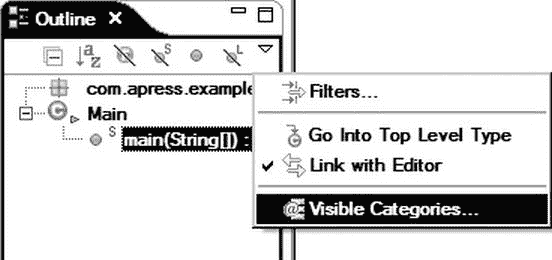 Outline
com.apress.example
Filters...
Main
Go Into Top Level Type
main(String[]) :
Link with Editor
Visible Categories...